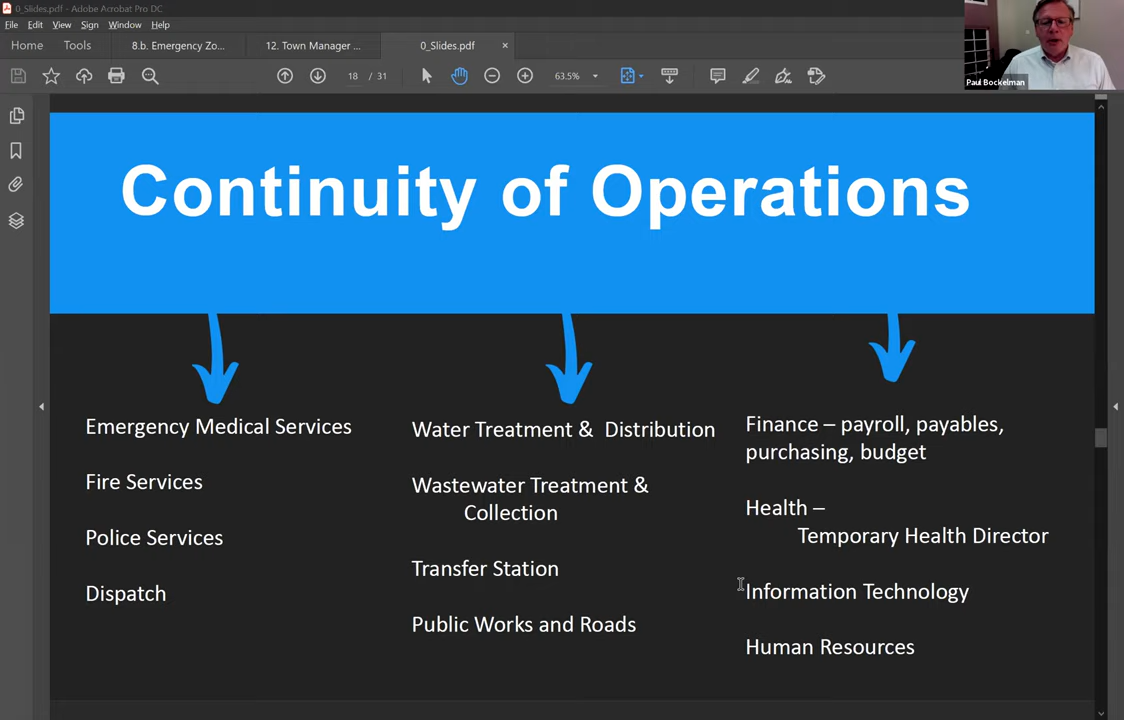 0_Slides.pdf - Adobe Acrobat Pro DC
File Edit View Sign Window Help
Home Tools 8.b. Emergency Zo... 12. Town Manager ... 0_Slides.pdf ×
18 / 31 63.5%
Paul Bockelman
Continuity of Operations
Emergency Medical Services
Fire Services
Police Services
Dispatch
Water Treatment & Distribution
Wastewater Treatment &
Collection
Transfer Station
Public Works and Roads
Finance – payroll, payables,
purchasing, budget
Health –
Temporary Health Director
Information Technology
Human Resources